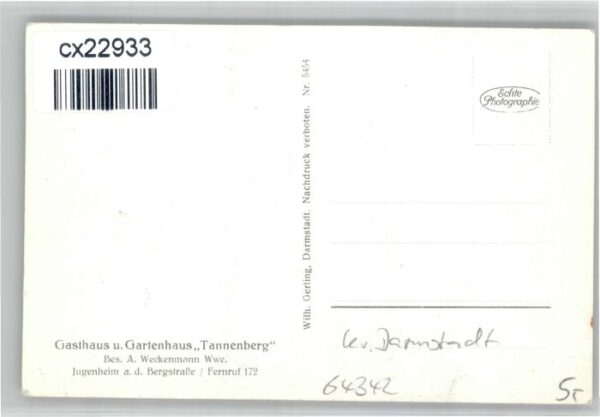 cx22933
Echte
Photographie
Wilh. Gerling, Darmstadt. Nachdruck verboten. Nr. 5454
Gasthaus u. Gartenhaus „Tannenberg"
Bes. A. Weckenmann Wwe.
Jugenheim a. d. Bergstraße / Fernruf 172
Kr. Darmstadt
64342
5,-